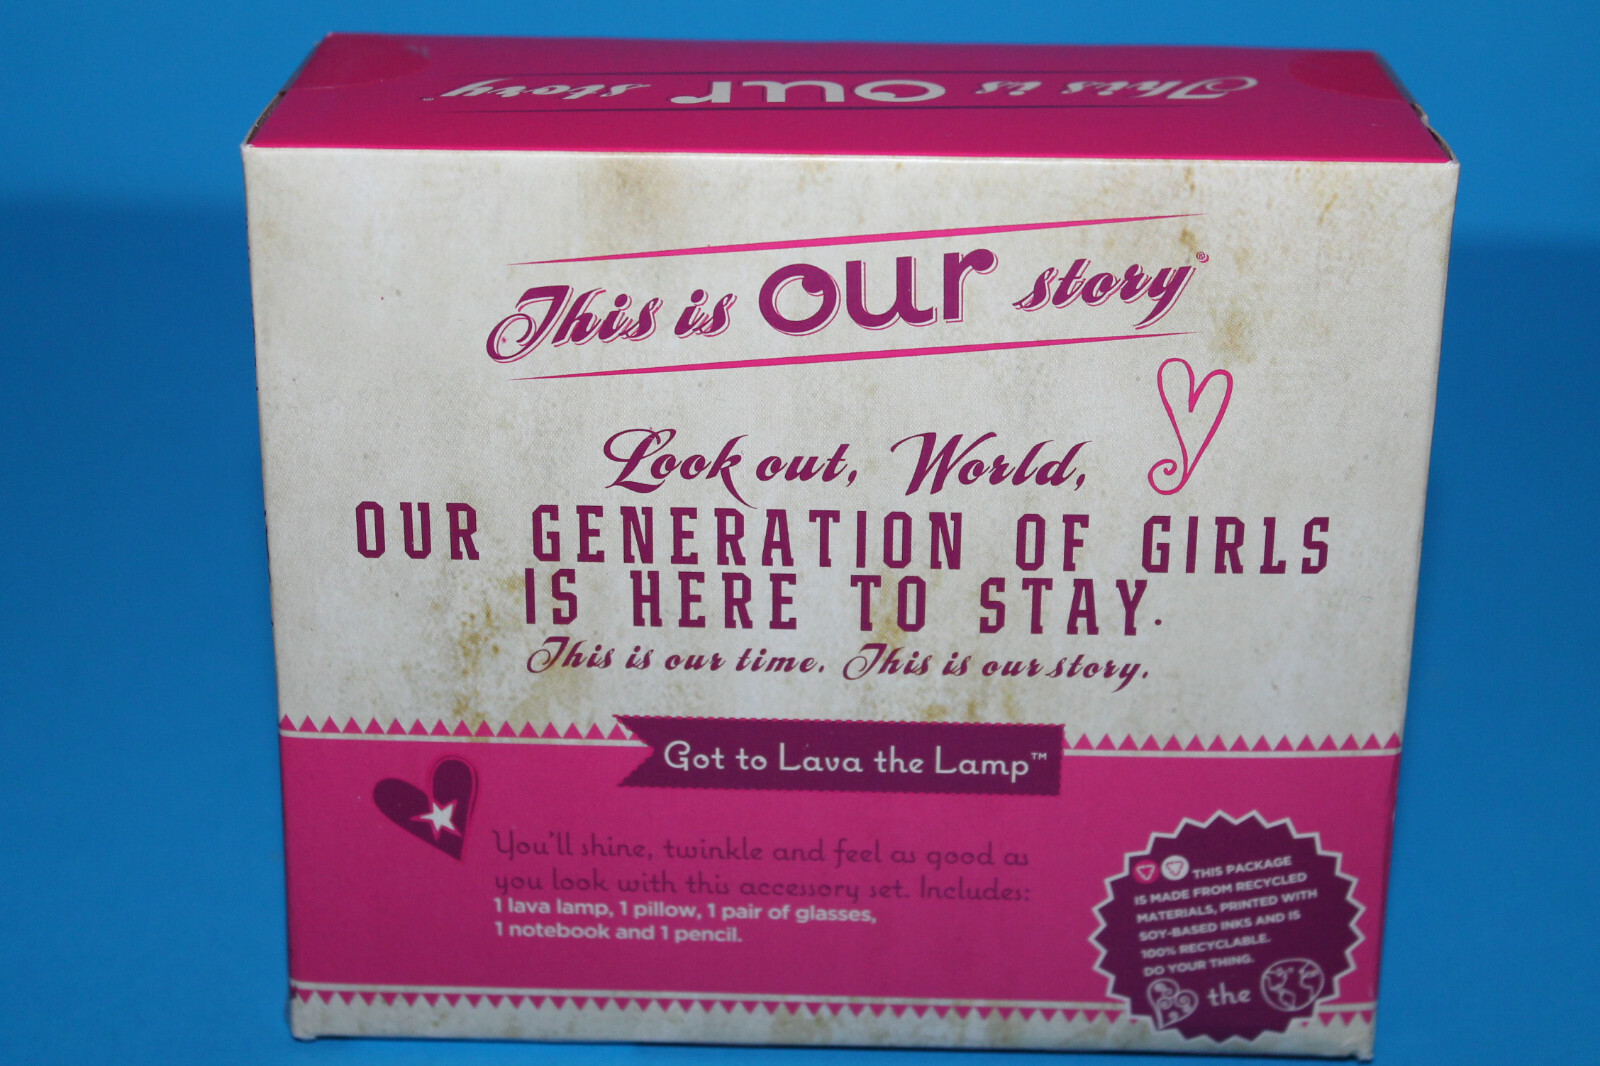 This is our story
This is our story®
Look out, World,
OUR GENERATION OF GIRLS
IS HERE TO STAY.
This is our time. This is our story.
Got to Lava the Lamp™
You'll shine, twinkle and feel as good as
you look with this accessory set. Includes:
1 lava lamp, 1 pillow, 1 pair of glasses,
1 notebook and 1 pencil.
THIS PACKAGE
IS MADE FROM RECYCLED
MATERIALS, PRINTED WITH
SOY-BASED INKS AND IS
100% RECYCLABLE.
DO YOUR THING.
the